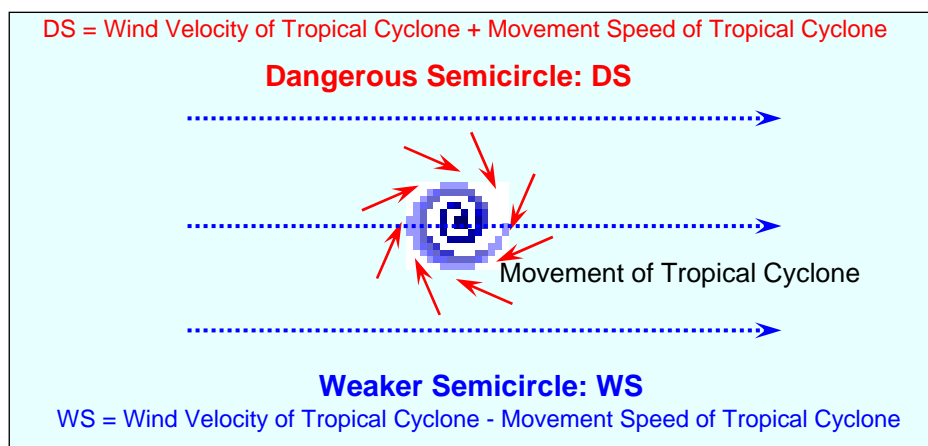 DS = Wind Velocity of Tropical Cyclone + Movement Speed of Tropical Cyclone
Dangerous Semicircle: DS
Movement of Tropical Cyclone
Weaker Semicircle: WS
WS = Wind Velocity of Tropical Cyclone - Movement Speed of Tropical Cyclone